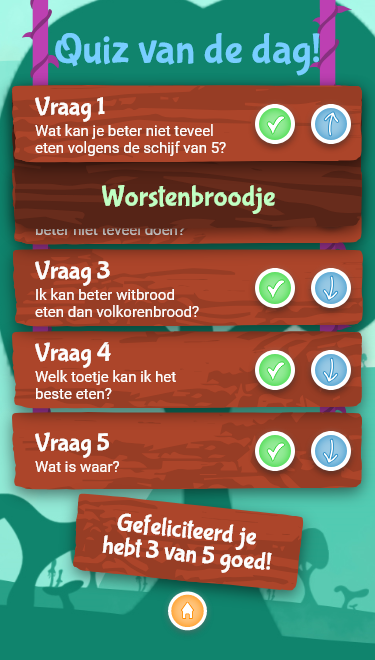 Quiz van de dag!
Vraag 1
Wat kan je beter niet teveel
eten volgens de schijf van 5?
Worstenbroodje
beter niet teveel doen?
Vraag 3
Ik kan beter witbrood
eten dan volkorenbrood?
Vraag 4
Welk toetje kan ik het
beste eten?
Vraag 5
Wat is waar?
Gefeliciteerd je
hebt 3 van 5 goed!